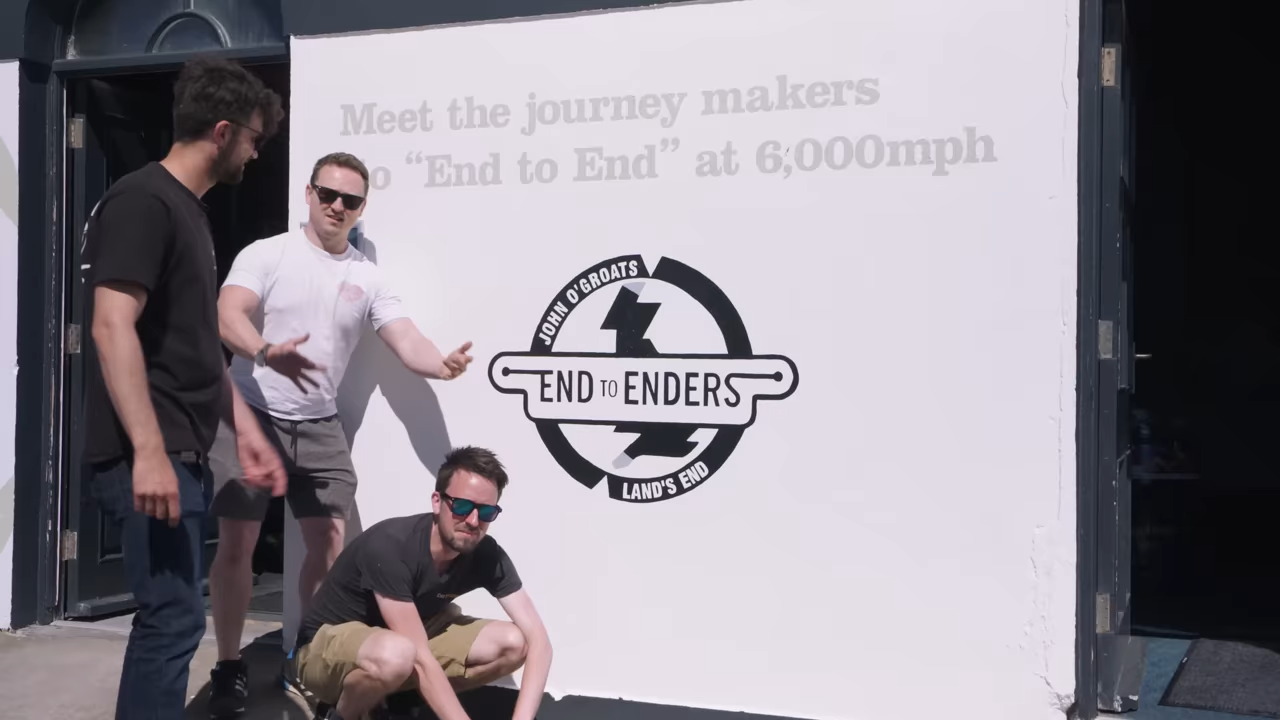 Meet the journey makers
"End to End" at 6,000mph
JOHN O'GROATS
END TO ENDERS
LAND'S END